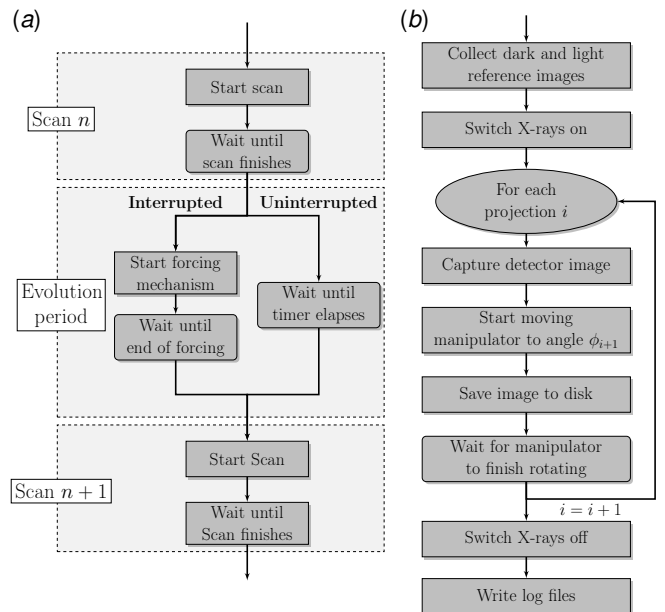 (a)
Start scan
Scan n
Wait until
scan finishes
Interrupted
Uninterrupted
Start forcing
mechanism
Evolution
period
Wait until
timer elapses
Wait until
end of forcing
Start Scan
Scan n + 1
Wait until
Scan finishes
(b)
Collect dark and light
reference images
Switch X-rays on
For each
projection i
Capture detector image
Start moving
manipulator to angle ϕᵢ₊₁
Save image to disk
Wait for manipulator
to finish rotating
i = i + 1
Switch X-rays off
Write log files